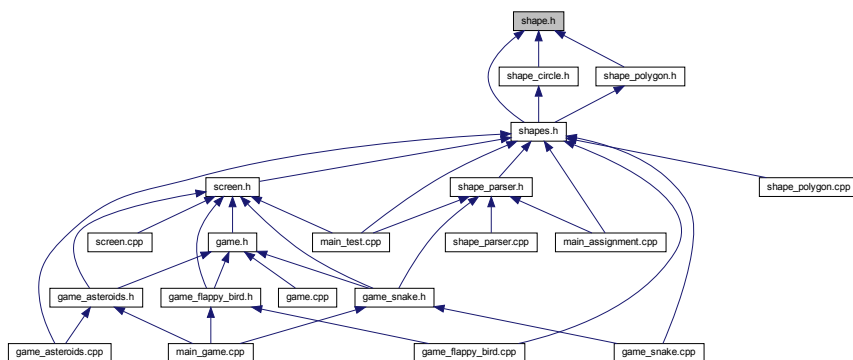 shape.h
shape_circle.h
shape_polygon.h
shapes.h
screen.h
shape_parser.h
shape_polygon.cpp
screen.cpp
game.h
main_test.cpp
shape_parser.cpp
main_assignment.cpp
game_asteroids.h
game_flappy_bird.h
game.cpp
game_snake.h
game_asteroids.cpp
main_game.cpp
game_flappy_bird.cpp
game_snake.cpp